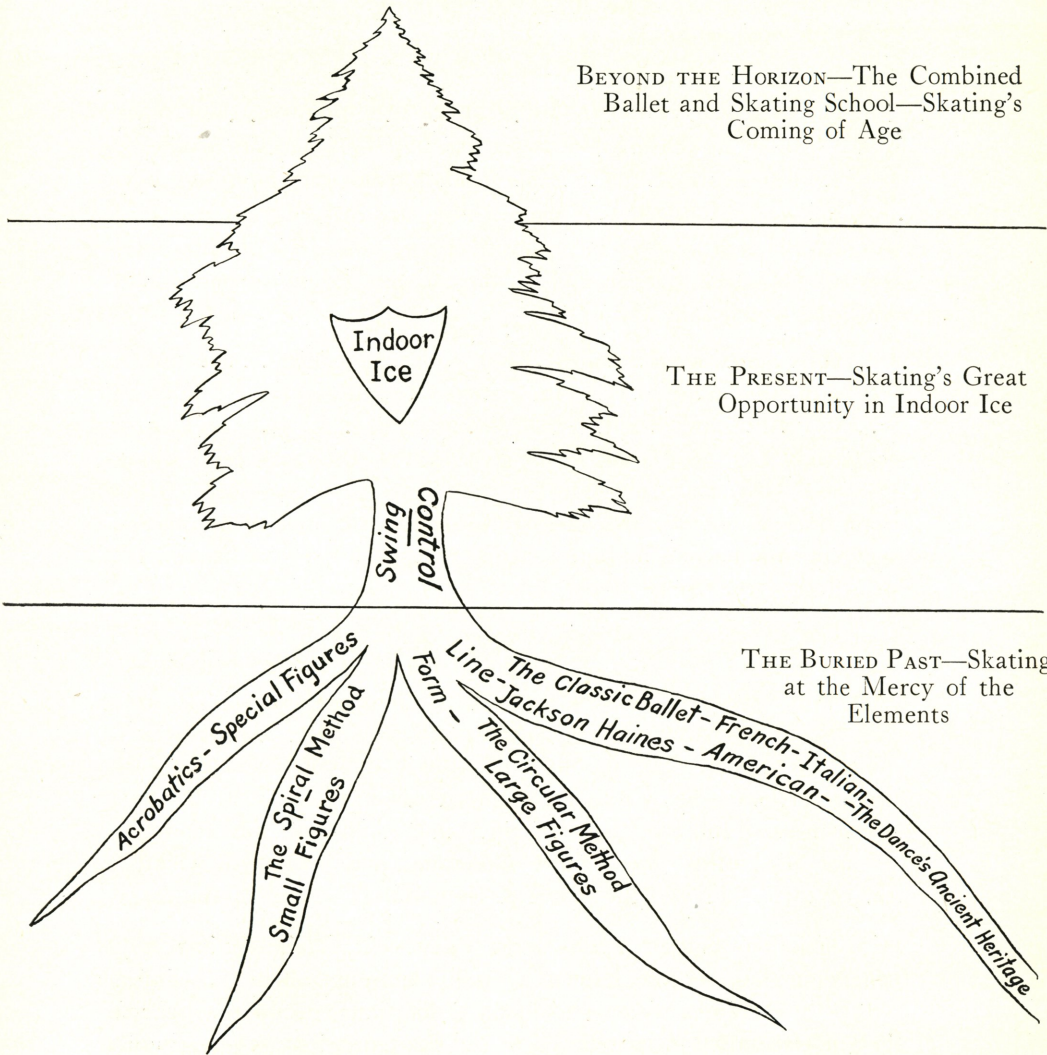 BEYOND THE HORIZON—The Combined
Ballet and Skating School—Skating's
Coming of Age
Indoor
Ice
THE PRESENT—Skating's Great
Opportunity in Indoor Ice
Swing
Control
THE BURIED PAST—Skating
at the Mercy of the
Elements
Acrobatics - Special Figures
The Spiral Method
Small Figures
Form - The Circular Method
Large Figures
Line - The Classic Ballet - French - Italian -
Jackson Haines - American - - The Dance's Ancient Heritage